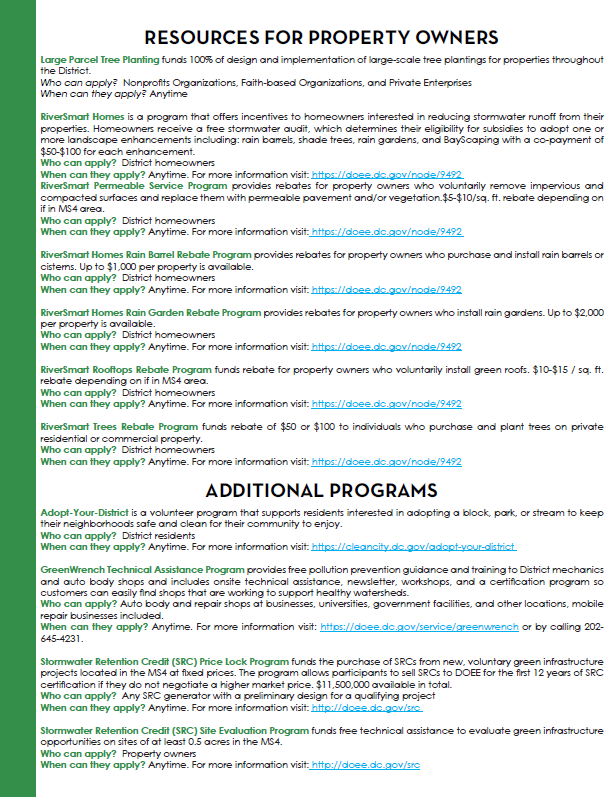 RESOURCES FOR PROPERTY OWNERS
Large Parcel Tree Planting funds 100% of design and implementation of large-scale tree plantings for properties throughout
the District.
Who can apply? Nonprofits Organizations, Faith-based Organizations, and Private Enterprises
When can they apply? Anytime
RiverSmart Homes is a program that offers incentives to homeowners interested in reducing stormwater runoff from their
properties. Homeowners receive a free stormwater audit, which determines their eligibility for subsidies to adopt one or
more landscape enhancements including: rain barrels, shade trees, rain gardens, and BayScaping with a co-payment of
$50-$100 for each enhancement.
Who can apply? District homeowners
When can they apply? Anytime. For more information visit: https://doee.dc.gov/node/9492
RiverSmart Permeable Service Program provides rebates for property owners who voluntarily remove impervious and
compacted surfaces and replace them with permeable pavement and/or vegetation.$5-$10/sq. ft. rebate depending on
if in MS4 area.
Who can apply? District homeowners
When can they apply? Anytime. For more information visit: https://doee.dc.gov/node/9492
RiverSmart Homes Rain Barrel Rebate Program provides rebates for property owners who purchase and install rain barrels or
cisterns. Up to $1,000 per property is available.
Who can apply? District homeowners
When can they apply? Anytime. For more information visit: https://doee.dc.gov/node/9492
RiverSmart Homes Rain Garden Rebate Program provides rebates for property owners who install rain gardens. Up to $2,000
per property is available.
Who can apply? District homeowners
When can they apply? Anytime. For more information visit: https://doee.dc.gov/node/9492
RiverSmart Rooftops Rebate Program funds rebate for property owners who voluntarily install green roofs. $10-$15 / sq. ft.
rebate depending on if in MS4 area.
Who can apply? District homeowners
When can they apply? Anytime. For more information visit: https://doee.dc.gov/node/9492
RiverSmart Trees Rebate Program funds rebate of $50 or $100 to individuals who purchase and plant trees on private
residential or commercial property.
Who can apply? District homeowners
When can they apply? Anytime. For more information visit: https://doee.dc.gov/node/9492
ADDITIONAL PROGRAMS
Adopt-Your-District is a volunteer program that supports residents interested in adopting a block, park, or stream to keep
their neighborhoods safe and clean for their community to enjoy.
Who can apply? District residents
When can they apply? Anytime. For more information visit: https://cleancity.dc.gov/adopt-your-district
GreenWrench Technical Assistance Program provides free pollution prevention guidance and training to District mechanics
and auto body shops and includes onsite technical assistance, newsletter, workshops, and a certification program so
customers can easily find shops that are working to support healthy watersheds.
Who can apply? Auto body and repair shops at businesses, universities, government facilities, and other locations, mobile
repair businesses included.
When can they apply? Anytime. For more information visit: https://doee.dc.gov/service/greenwrench or by calling 202-
645-4231.
Stormwater Retention Credit (SRC) Price Lock Program funds the purchase of SRCs from new, voluntary green infrastructure
projects located in the MS4 at fixed prices. The program allows participants to sell SRCs to DOEE for the first 12 years of SRC
certification if they do not negotiate a higher market price. $11,500,000 available in total.
Who can apply? Any SRC generator with a preliminary design for a qualifying project
When can they apply? Anytime. For more information visit: http://doee.dc.gov/src
Stormwater Retention Credit (SRC) Site Evaluation Program funds free technical assistance to evaluate green infrastructure
opportunities on sites of at least 0.5 acres in the MS4.
Who can apply? Property owners
When can they apply? Anytime. For more information visit: http://doee.dc.gov/src